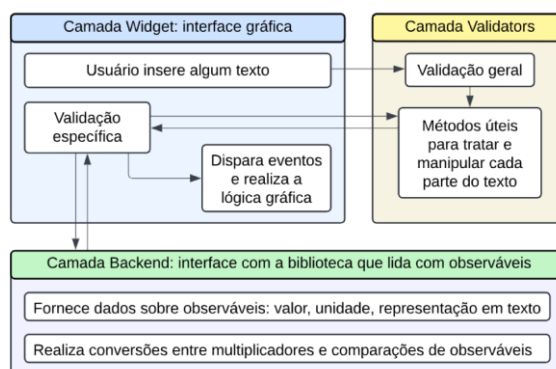 Camada Widget: interface gráfica
Camada Validators
Usuário insere algum texto
Validação geral
Validação
específica
Métodos úteis
para tratar e
manipular cada
parte do texto
Dispara eventos
e realiza a
lógica gráfica
Camada Backend: interface com a biblioteca que lida com observáveis
Fornece dados sobre observáveis: valor, unidade, representação em texto
Realiza conversões entre multiplicadores e comparações de observáveis